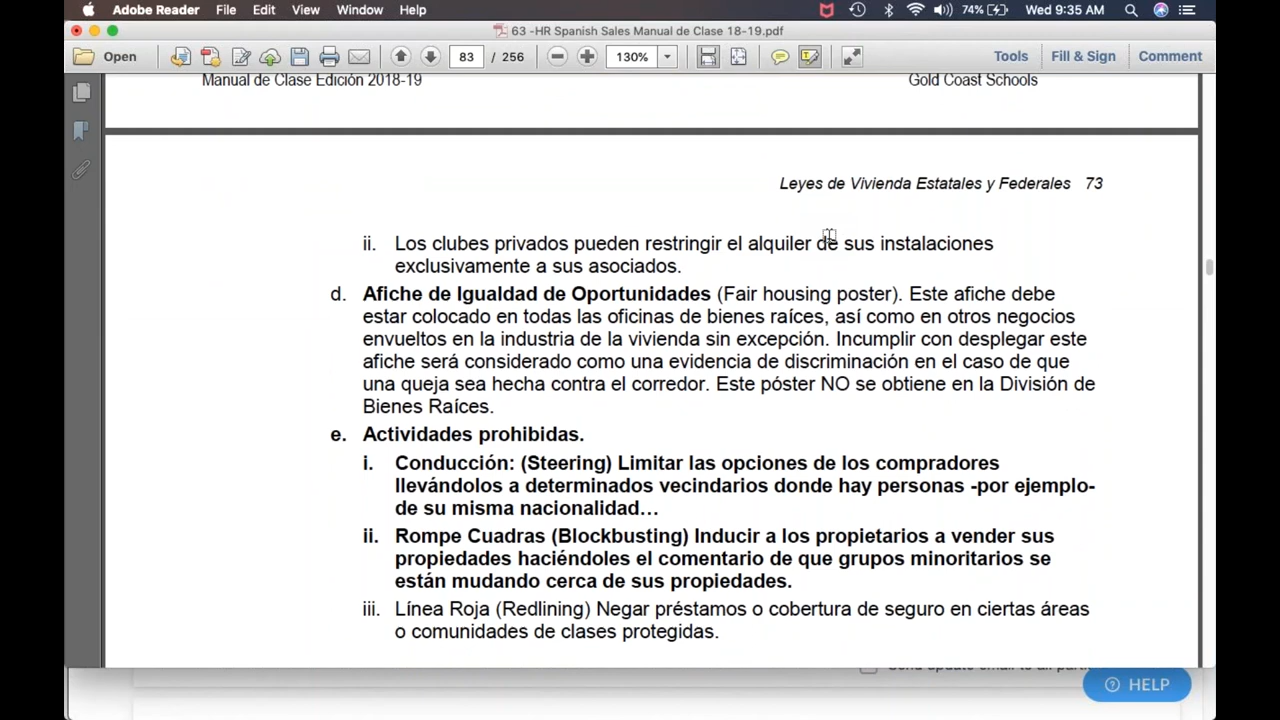 Adobe Reader File Edit View Window Help 74% Wed 9:35 AM
63 -HR Spanish Sales Manual de Clase 18-19.pdf
Open 83 / 256 130% Tools Fill & Sign Comment
Manual de Clase Edición 2018-19 Gold Coast Schools
Leyes de Vivienda Estatales y Federales 73
ii. Los clubes privados pueden restringir el alquiler de sus instalaciones
exclusivamente a sus asociados.
d. Afiche de Igualdad de Oportunidades (Fair housing poster). Este afiche debe
estar colocado en todas las oficinas de bienes raíces, así como en otros negocios
envueltos en la industria de la vivienda sin excepción. Incumplir con desplegar este
afiche será considerado como una evidencia de discriminación en el caso de que
una queja sea hecha contra el corredor. Este póster NO se obtiene en la División de
Bienes Raíces.
e. Actividades prohibidas.
i. Conducción: (Steering) Limitar las opciones de los compradores
llevándolos a determinados vecindarios donde hay personas -por ejemplo-
de su misma nacionalidad…
ii. Rompe Cuadras (Blockbusting) Inducir a los propietarios a vender sus
propiedades haciéndoles el comentario de que grupos minoritarios se
están mudando cerca de sus propiedades.
iii. Línea Roja (Redlining) Negar préstamos o cobertura de seguro en ciertas áreas
o comunidades de clases protegidas.
HELP